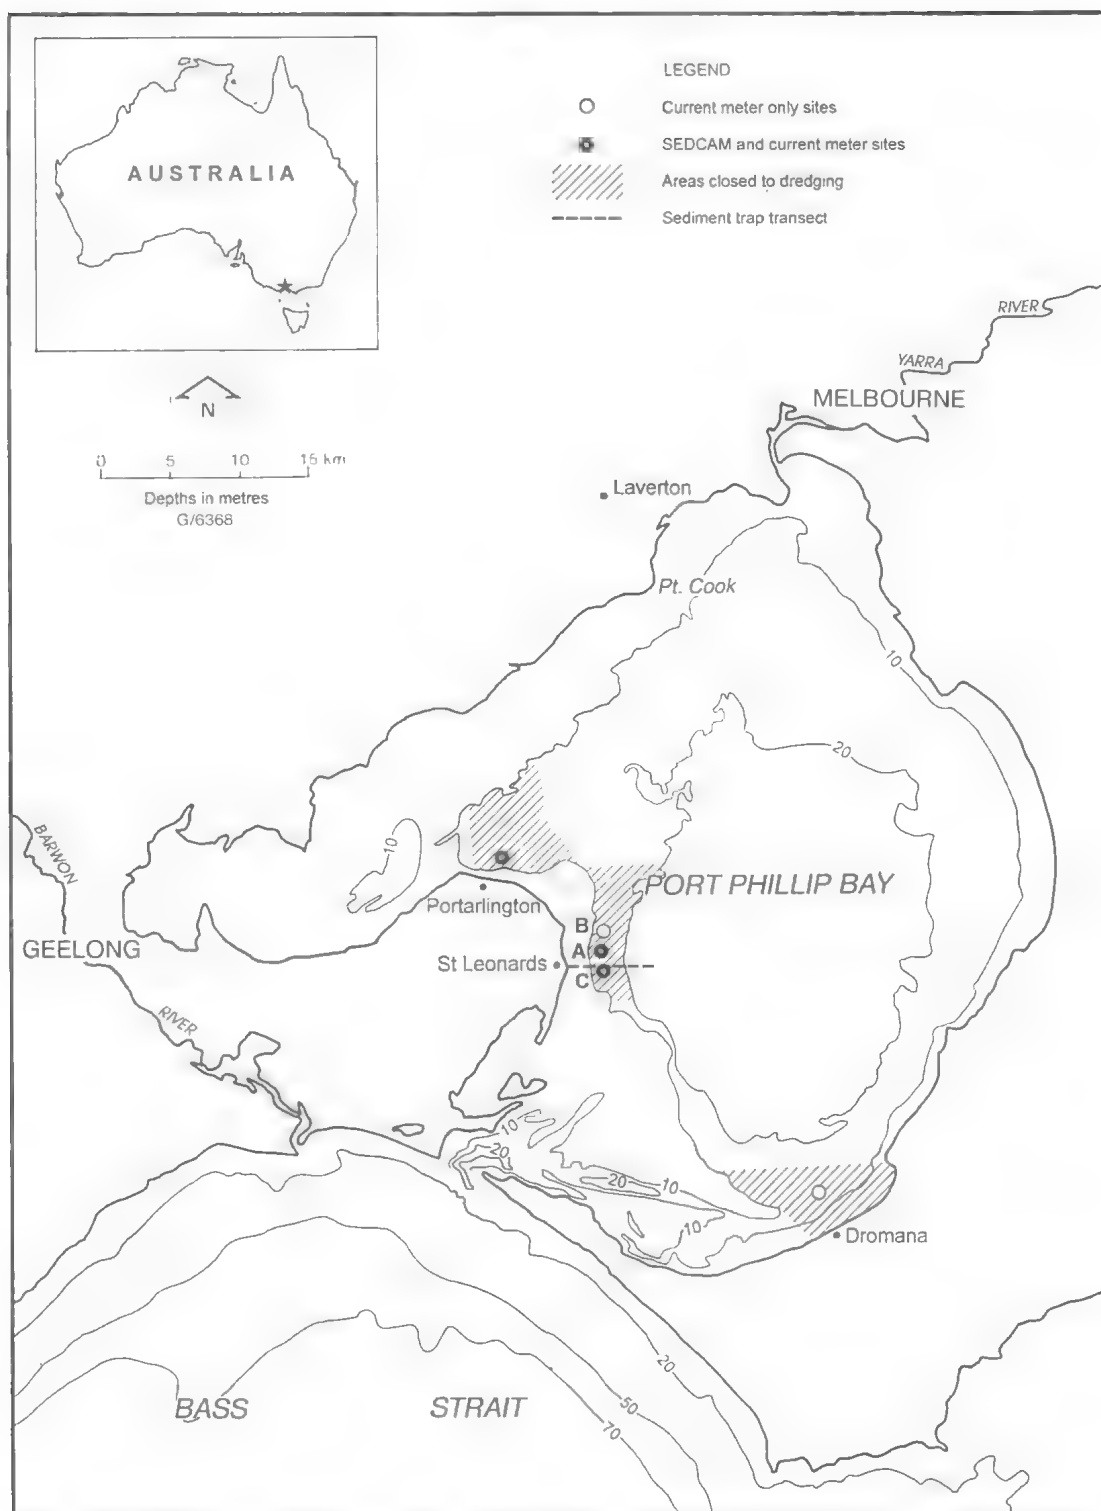 AUSTRALIA
LEGEND
Current meter only sites
SEDCAM and current meter sites
Areas closed to dredging
Sediment trap transect
N
0 5 10 15 km
Depths in metres
G/6368
RIVER
YARRA
MELBOURNE
Laverton
Pt. Cook
10
20
10
BARWON
PORT PHILLIP BAY
Portarlington
B
A
GEELONG
St Leonards
C
RIVER
10
20
20
10
10
Dromana
20
50
70
BASS STRAIT